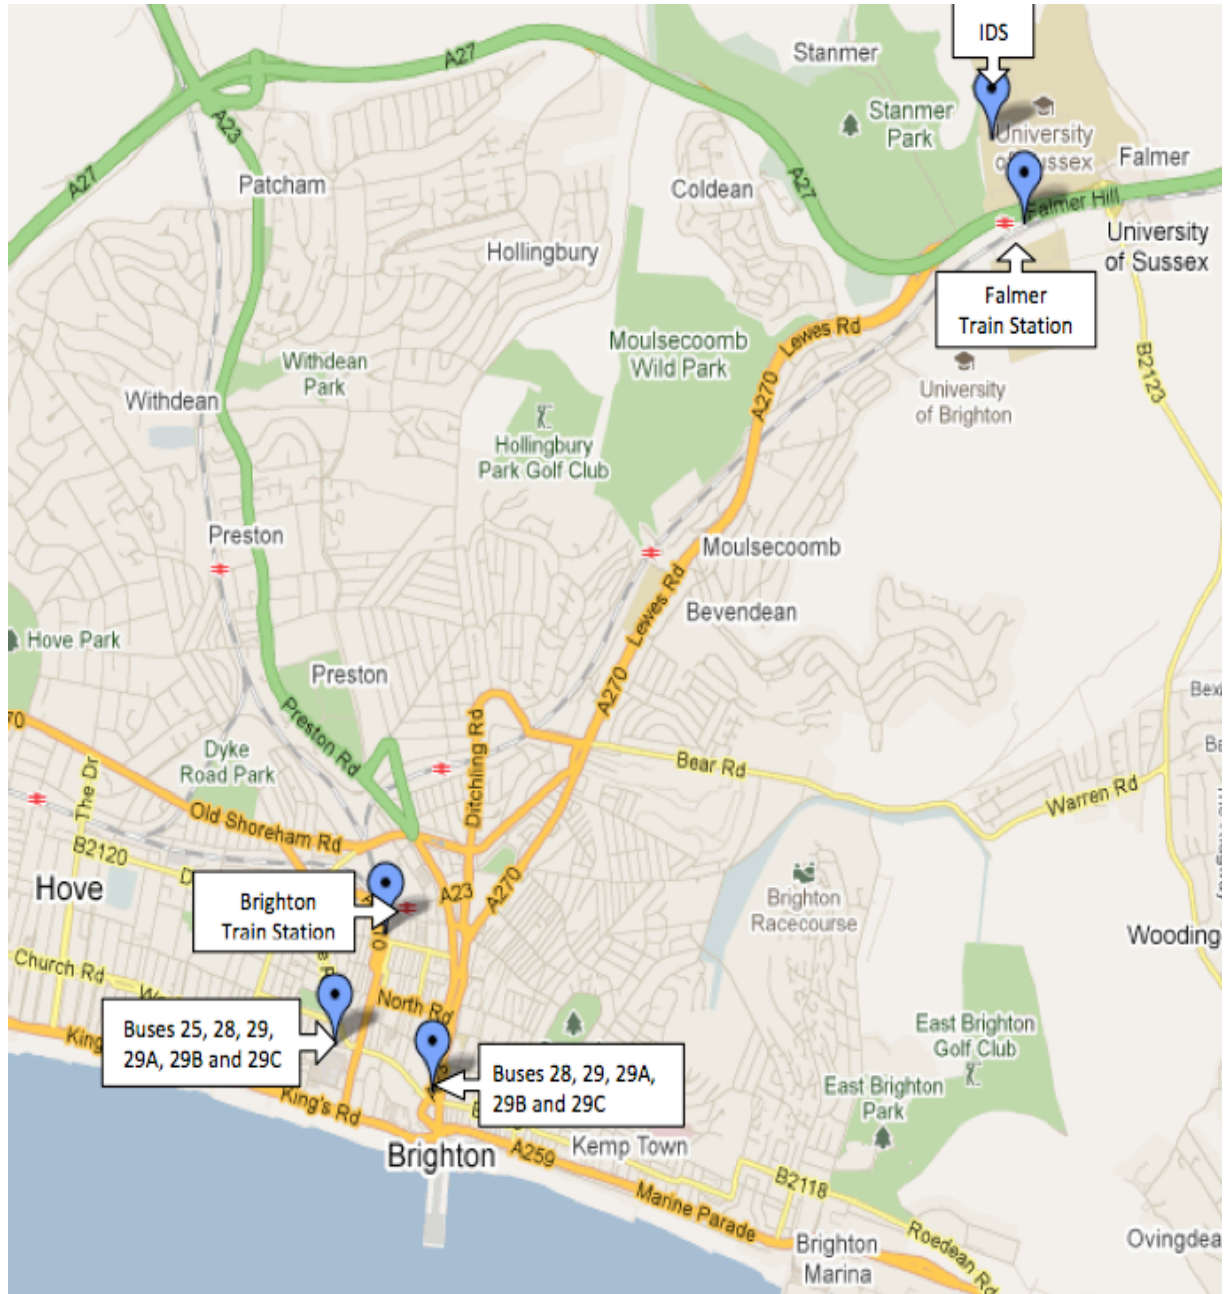 IDS
A27
Stanmer
Stanmer
Park
University
of Sussex
Falmer
A23
A27
Patcham
Coldean
A27
Falmer Hill
University
of Sussex
Hollingbury
Falmer
Train Station
Moulsecoomb
Wild Park
Lewes Rd
Withdean
Park
Withdean
A270
University
of Brighton
B2123
Hollingbury
Park Golf Club
Preston
Moulsecoomb
Lewes Rd
Bevendean
Hove Park
Preston
A270
70
Preston Rd
Dyke
Road Park
The Dr
Ditchling Rd
Bear Rd
Warren Rd
Old Shoreham Rd
B2120
Hove
A23
A270
Brighton
Train Station
Brighton
Racecourse
Wooding
Church Rd
North Rd
Buses 25, 28, 29,
29A, 29B and 29C
East Brighton
Golf Club
Buses 28, 29, 29A,
29B and 29C
East Brighton
Park
King's Rd
Brighton
Kemp Town
A259
B2118
Marine Parade
Roedean Rd
Brighton
Marina
Ovingdea